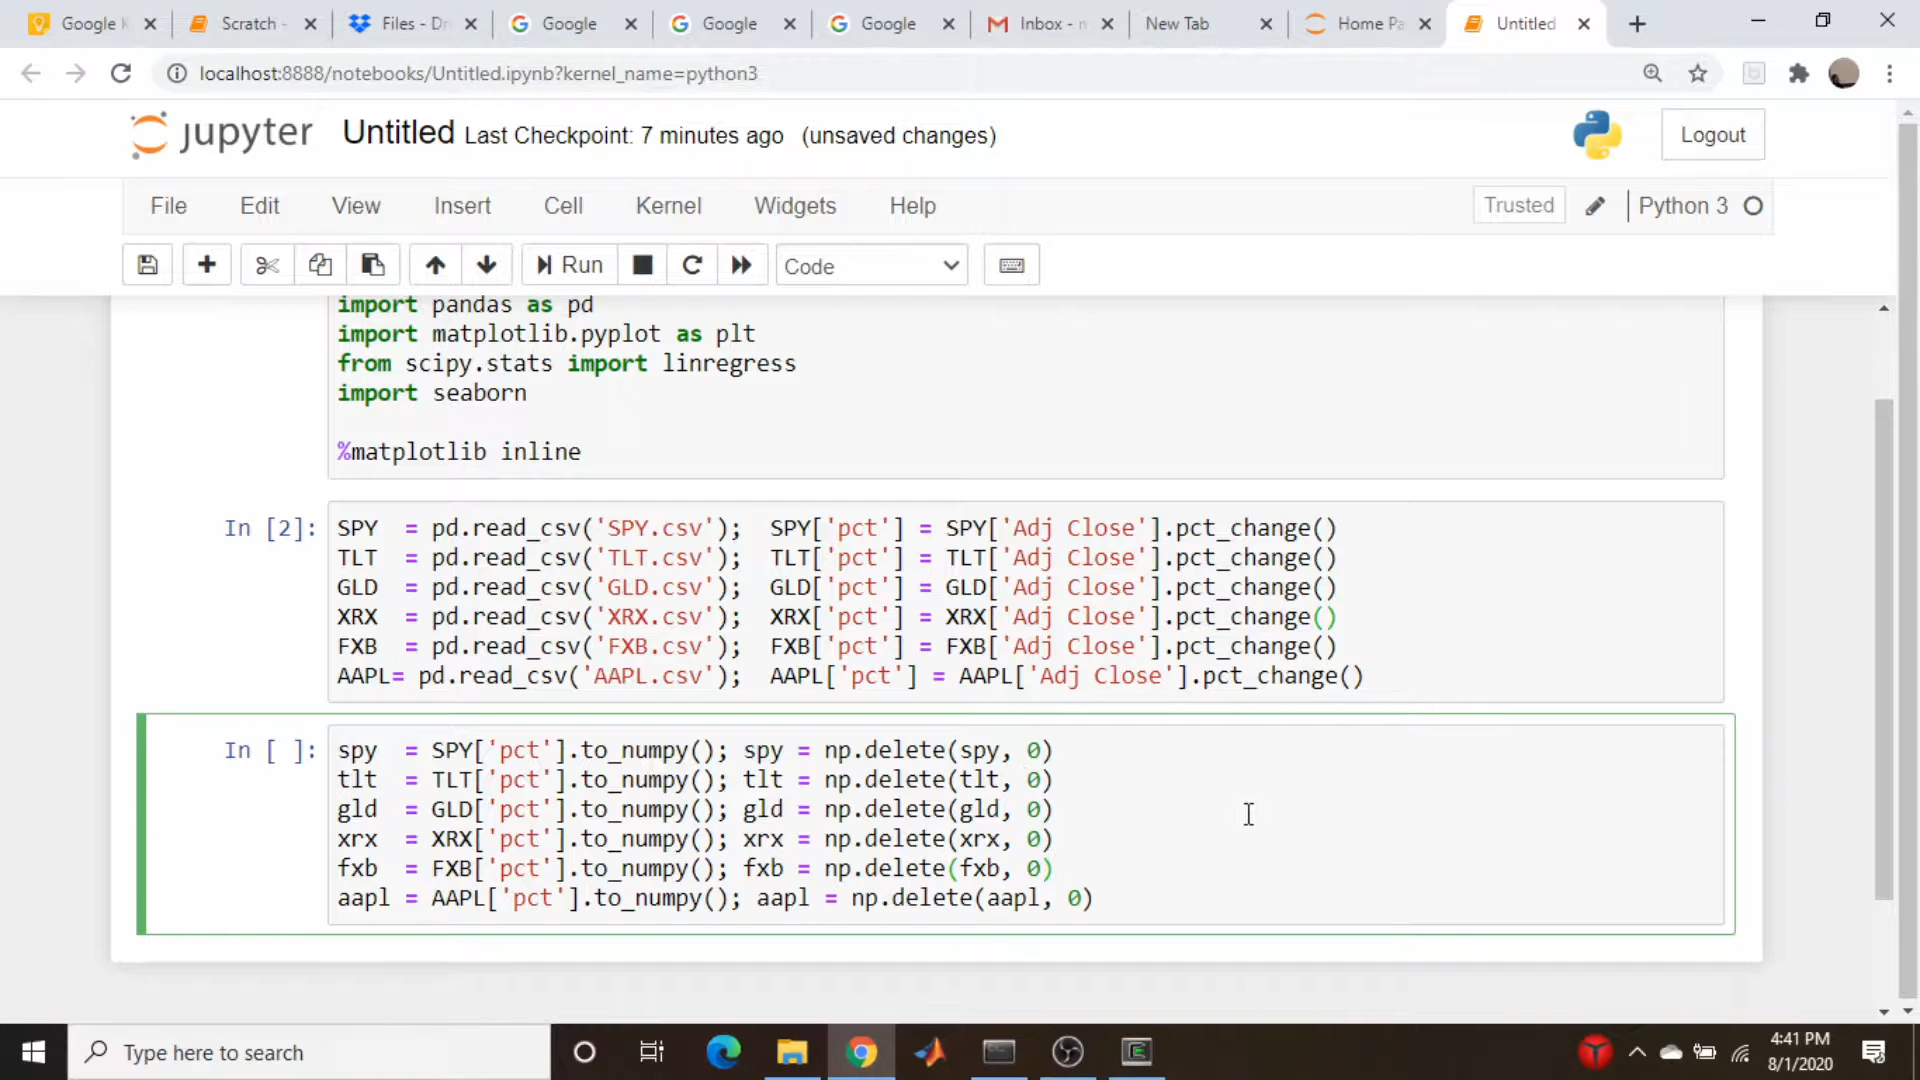 Google K
Scratch -
Files - Dr
Google
Google
Google
Inbox - n
New Tab
Home Pa
Untitled
localhost:8888/notebooks/Untitled.ipynb?kernel_name=python3
jupyter Untitled Last Checkpoint: 7 minutes ago (unsaved changes)
Logout
File Edit View Insert Cell Kernel Widgets Help
Trusted Python 3
Run
Code
import pandas as pd
import matplotlib.pyplot as plt
from scipy.stats import linregress
import seaborn
%matplotlib inline
In [2]: SPY = pd.read_csv('SPY.csv'); SPY['pct'] = SPY['Adj Close'].pct_change()
TLT = pd.read_csv('TLT.csv'); TLT['pct'] = TLT['Adj Close'].pct_change()
GLD = pd.read_csv('GLD.csv'); GLD['pct'] = GLD['Adj Close'].pct_change()
XRX = pd.read_csv('XRX.csv'); XRX['pct'] = XRX['Adj Close'].pct_change()
FXB = pd.read_csv('FXB.csv'); FXB['pct'] = FXB['Adj Close'].pct_change()
AAPL= pd.read_csv('AAPL.csv'); AAPL['pct'] = AAPL['Adj Close'].pct_change()
In [ ]: spy = SPY['pct'].to_numpy(); spy = np.delete(spy, 0)
tlt = TLT['pct'].to_numpy(); tlt = np.delete(tlt, 0)
gld = GLD['pct'].to_numpy(); gld = np.delete(gld, 0)
xrx = XRX['pct'].to_numpy(); xrx = np.delete(xrx, 0)
fxb = FXB['pct'].to_numpy(); fxb = np.delete(fxb, 0)
aapl = AAPL['pct'].to_numpy(); aapl = np.delete(aapl, 0)
Type here to search
4:41 PM
8/1/2020